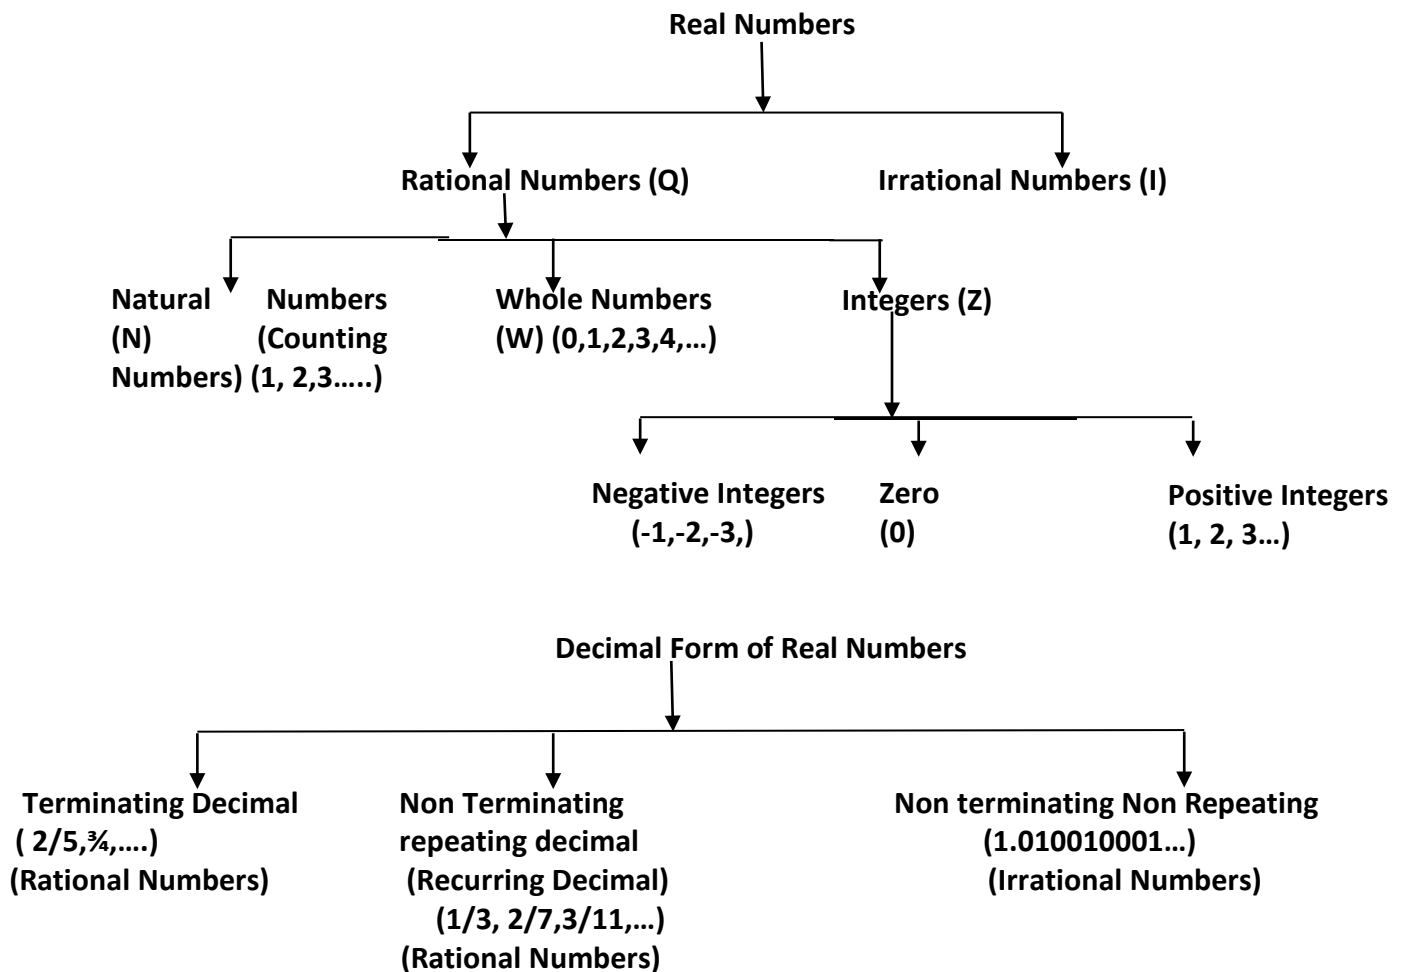 Real Numbers
Rational Numbers (Q)
Irrational Numbers (I)
Natural Numbers
(N) (Counting
Numbers) (1, 2,3…..)
Whole Numbers
(W) (0,1,2,3,4,…)
Integers (Z)
Negative Integers
(-1,-2,-3,)
Zero
(0)
Positive Integers
(1, 2, 3…)
Decimal Form of Real Numbers
Terminating Decimal
( 2/5,¾,….)
(Rational Numbers)
Non Terminating
repeating decimal
(Recurring Decimal)
(1/3, 2/7,3/11,…)
(Rational Numbers)
Non terminating Non Repeating
(1.010010001…)
(Irrational Numbers)